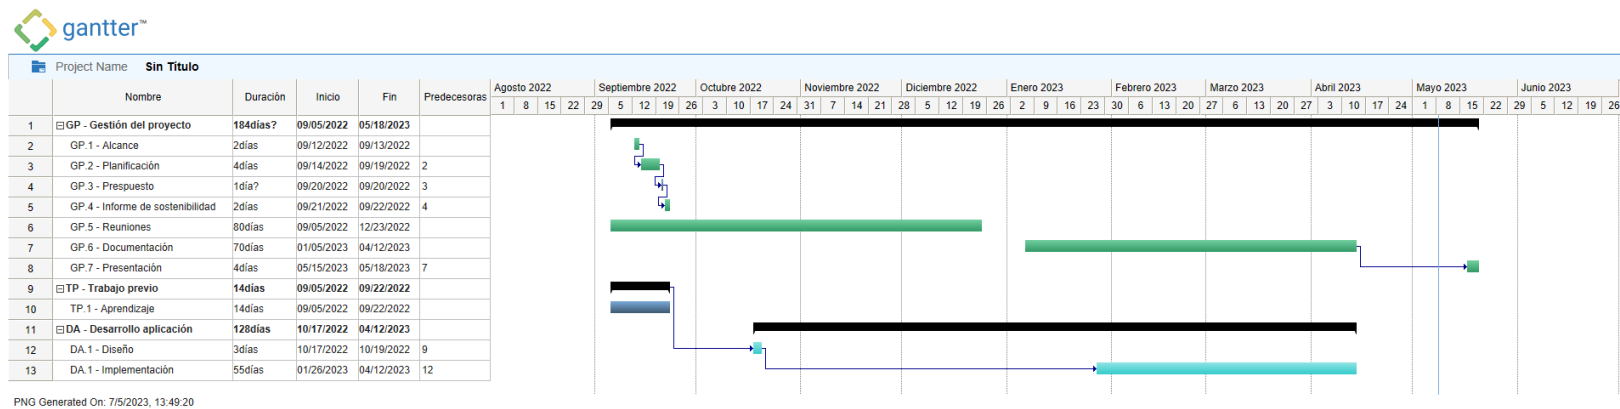 gantter™
Project Name Sin Título
Nombre Duración Inicio Fin Predecesoras
Agosto 2022 Septiembre 2022 Octubre 2022 Noviembre 2022 Diciembre 2022 Enero 2023 Febrero 2023 Marzo 2023 Abril 2023 Mayo 2023 Junio 2023
1 8 15 22 29 5 12 19 26 3 10 17 24 31 7 14 21 28 5 12 19 26 2 9 16 23 30 6 13 20 27 6 13 20 27 3 10 17 24 1 8 15 22 29 5 12 19 26
1 GP - Gestión del proyecto 184días? 09/05/2022 05/18/2023
2 GP.1 - Alcance 2días 09/12/2022 09/13/2022
3 GP.2 - Planificación 4días 09/14/2022 09/19/2022 2
4 GP.3 - Prespuesto 1día? 09/20/2022 09/20/2022 3
5 GP.4 - Informe de sostenibilidad 2días 09/21/2022 09/22/2022 4
6 GP.5 - Reuniones 80días 09/05/2022 12/23/2022
7 GP.6 - Documentación 70días 01/05/2023 04/12/2023
8 GP.7 - Presentación 4días 05/15/2023 05/18/2023 7
9 TP - Trabajo previo 14días 09/05/2022 09/22/2022
10 TP.1 - Aprendizaje 14días 09/05/2022 09/22/2022
11 DA - Desarrollo aplicación 128días 10/17/2022 04/12/2023
12 DA.1 - Diseño 3días 10/17/2022 10/19/2022 9
13 DA.1 - Implementación 55días 01/26/2023 04/12/2023 12
PNG Generated On: 7/5/2023, 13:49:20